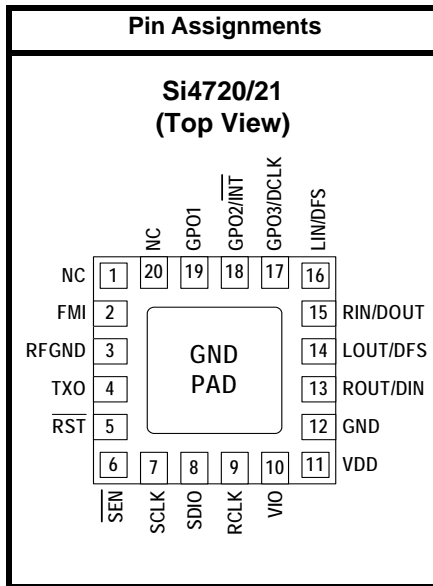 Pin Assignments
Si4720/21
(Top View)
NC
GPO1
GPO2/INT
GPO3/DCLK
LIN/DFS
NC 1 20 19 18 17 16
FMI 2 15 RIN/DOUT
RFGND 3 GND 14 LOUT/DFS
TXO 4 PAD 13 ROUT/DIN
RST 5 12 GND
6 7 8 9 10 11 VDD
SEN
SCLK
SDIO
RCLK
VIO